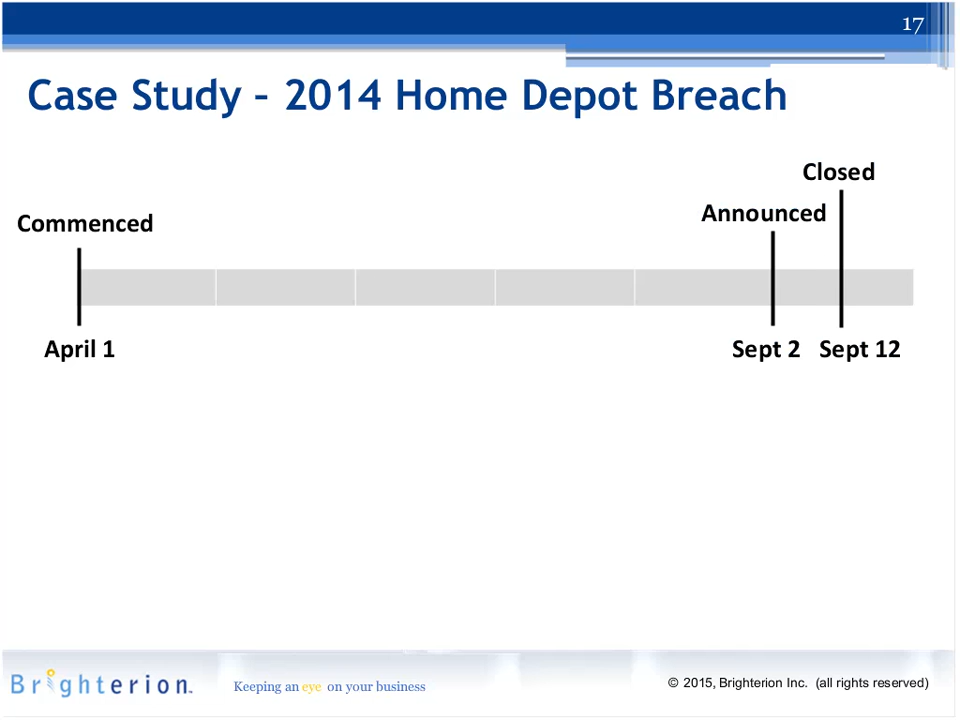 17
Case Study – 2014 Home Depot Breach
Closed
Announced
Commenced
April 1
Sept 2
Sept 12
Brighterion™
Keeping an eye on your business
© 2015, Brighterion Inc. (all rights reserved)